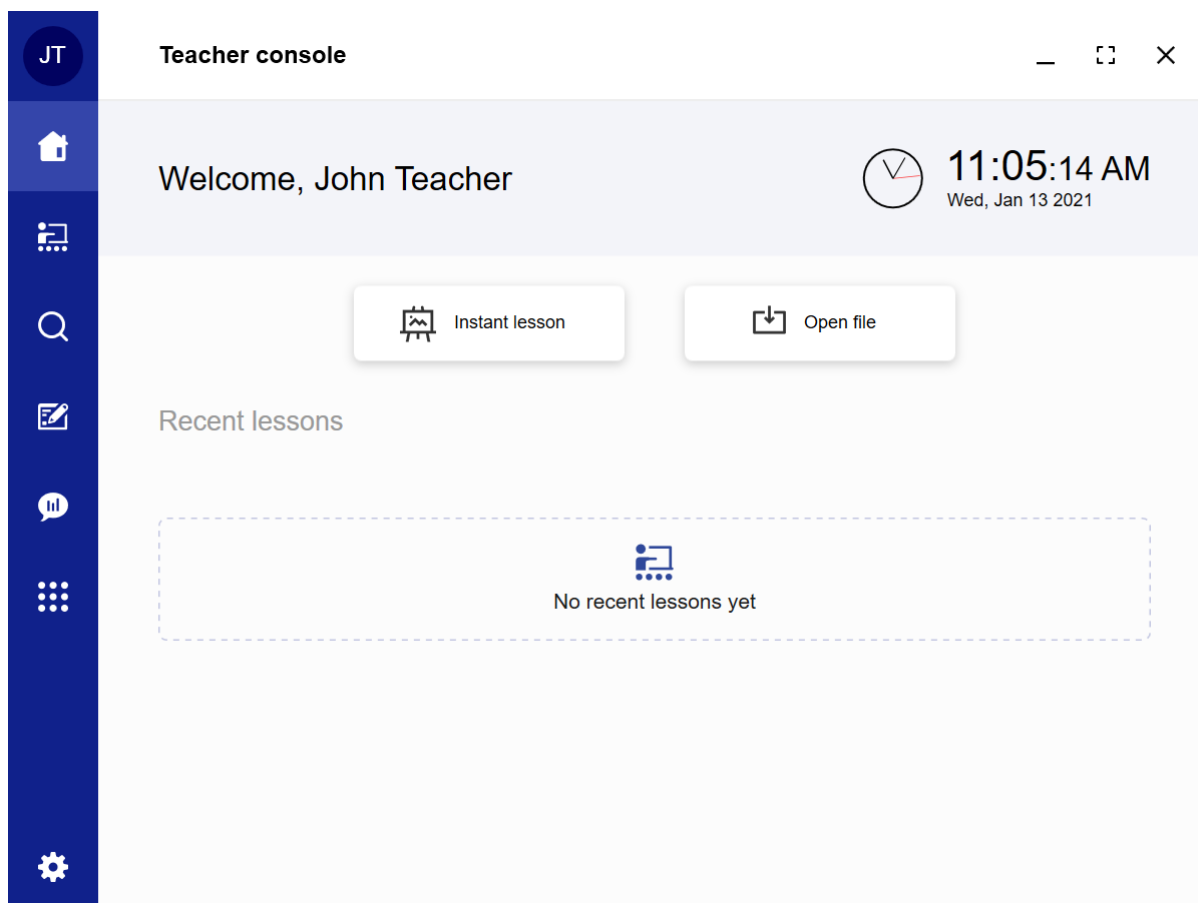 JT
Teacher console
Welcome, John Teacher
11:05:14 AM
Wed, Jan 13 2021
Instant lesson
Open file
Recent lessons
No recent lessons yet